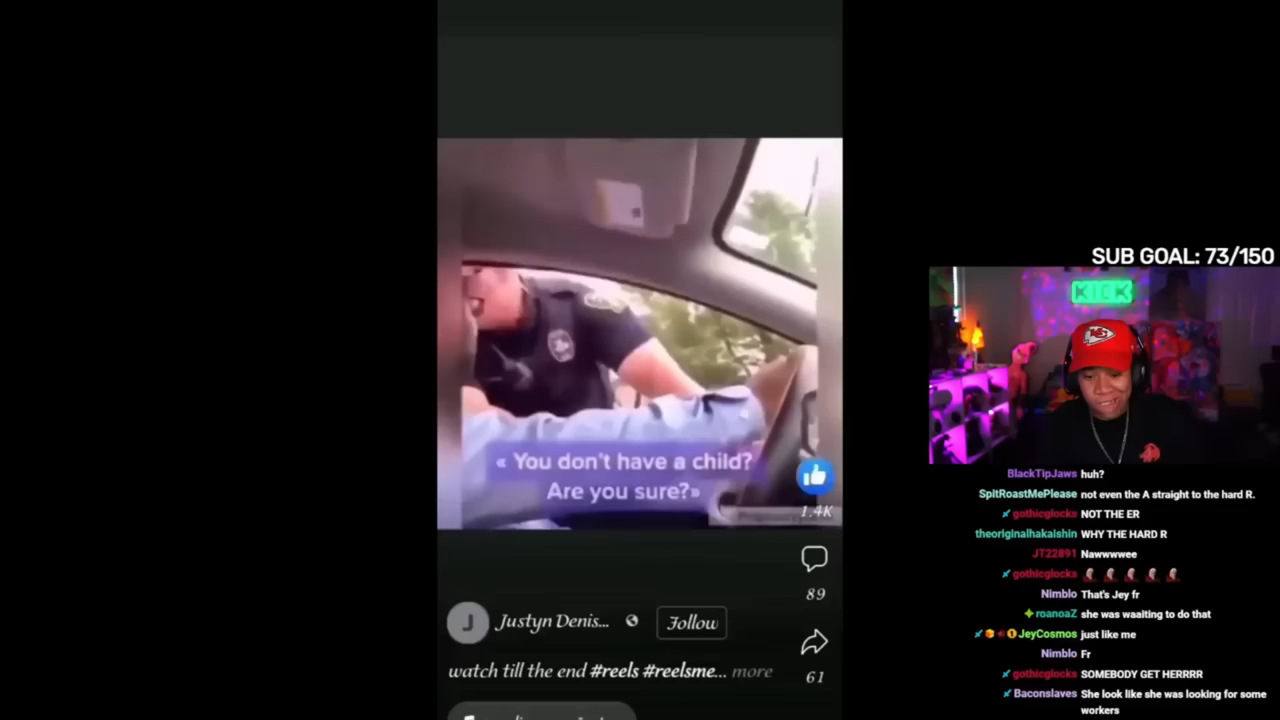 « You don't have a child?
Are you sure?»
1.4K
89
J
Justyn Denis...
Follow
watch till the end #reels #reelsme... more
61
SUB GOAL: 73/150
KICK
BlackTipJaws huh?
SpitRoastMePlease not even the A straight to the hard R.
gothicglocks NOT THE ER
theoriginalhakaishin WHY THE HARD R
JT22891 Nawwwwee
gothicglocks
Nimblo That's Jey fr
roanoaZ she was waaiting to do that
JeyCosmos just like me
Nimblo Fr
gothicglocks SOMEBODY GET HERRRR
Baconslaves She look like she was looking for some
workers